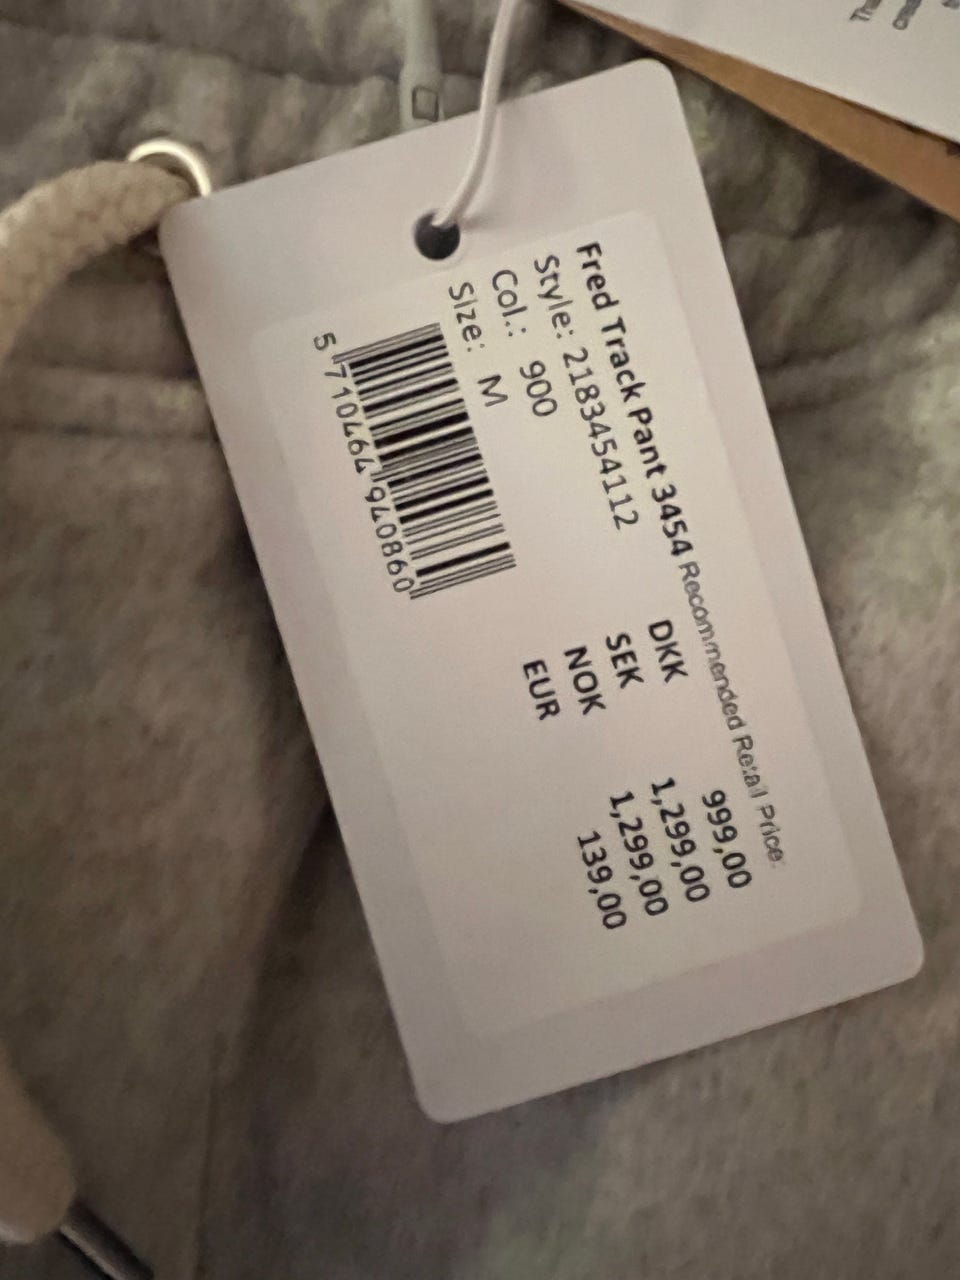 Fred Track Pant 3454 Recommended Retail Price:
Style: 2183454112
Col.: 900
Size: M
DKK 999,00
SEK 1,299,00
NOK 1,299,00
EUR 139,00
5 710464 940860